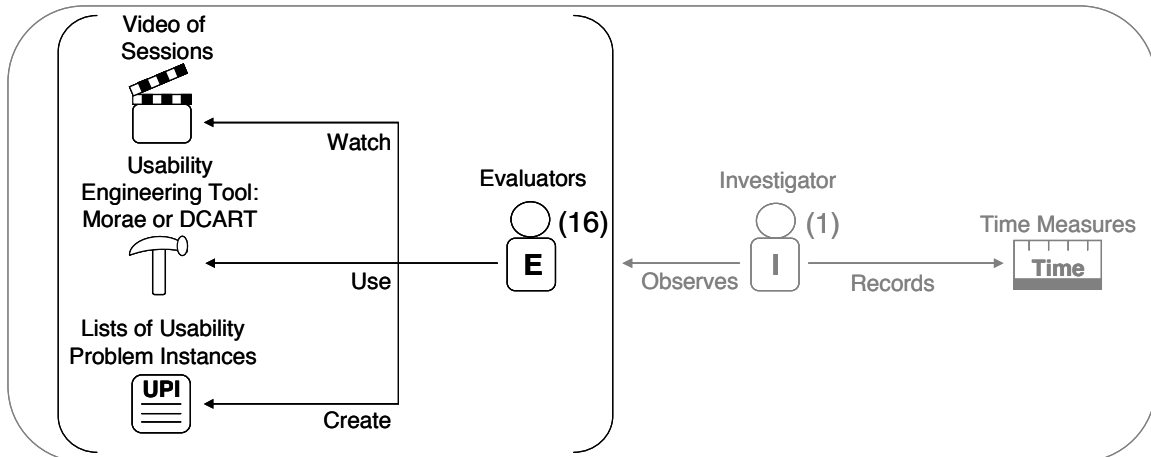 Video of
Sessions
Watch
Usability
Engineering Tool:
Morae or DCART
Use
Lists of Usability
Problem Instances
UPI
Create
Evaluators
(16)
E
Investigator
(1)
I
Observes
Records
Time Measures
Time